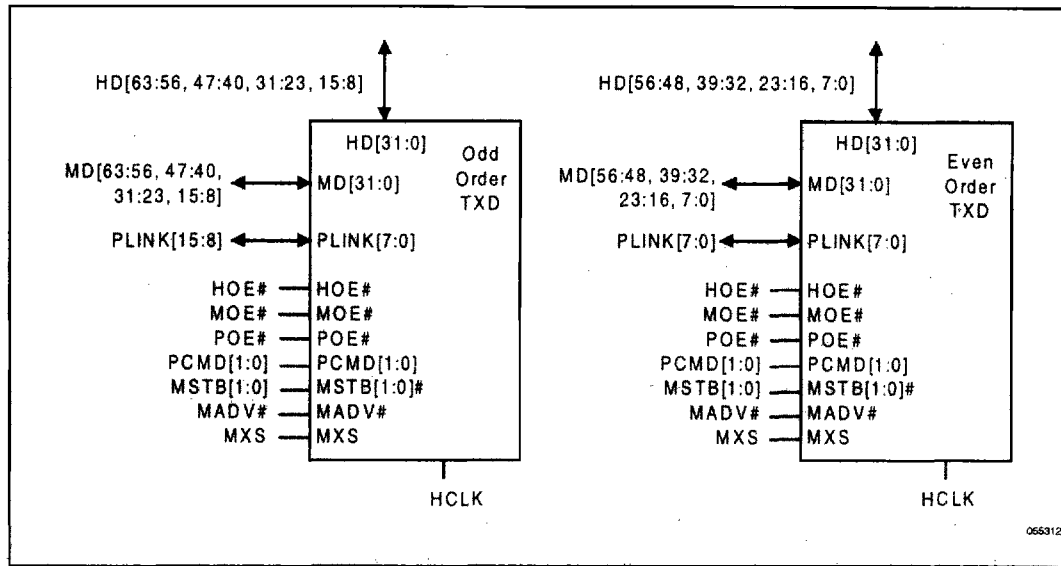 HD[63:56, 47:40, 31:23, 15:8]
HD[31:0]
Odd
Order
TXD
MD[63:56, 47:40,
31:23, 15:8]
MD[31:0]
PLINK[15:8]
PLINK[7:0]
HOE#
HOE#
MOE#
MOE#
POE#
POE#
PCMD[1:0]
PCMD[1:0]
MSTB[1:0]
MSTB[1:0]#
MADV#
MADV#
MXS
MXS
HCLK
HD[56:48, 39:32, 23:16, 7:0]
HD[31:0]
Even
Order
TXD
MD[56:48, 39:32,
23:16, 7:0]
MD[31:0]
PLINK[7:0]
PLINK[7:0]
HOE#
HOE#
MOE#
MOE#
POE#
POE#
PCMD[1:0]
PCMD[1:0]
MSTB[1:0]
MSTB[1:0]#
MADV#
MADV#
MXS
MXS
HCLK
055312